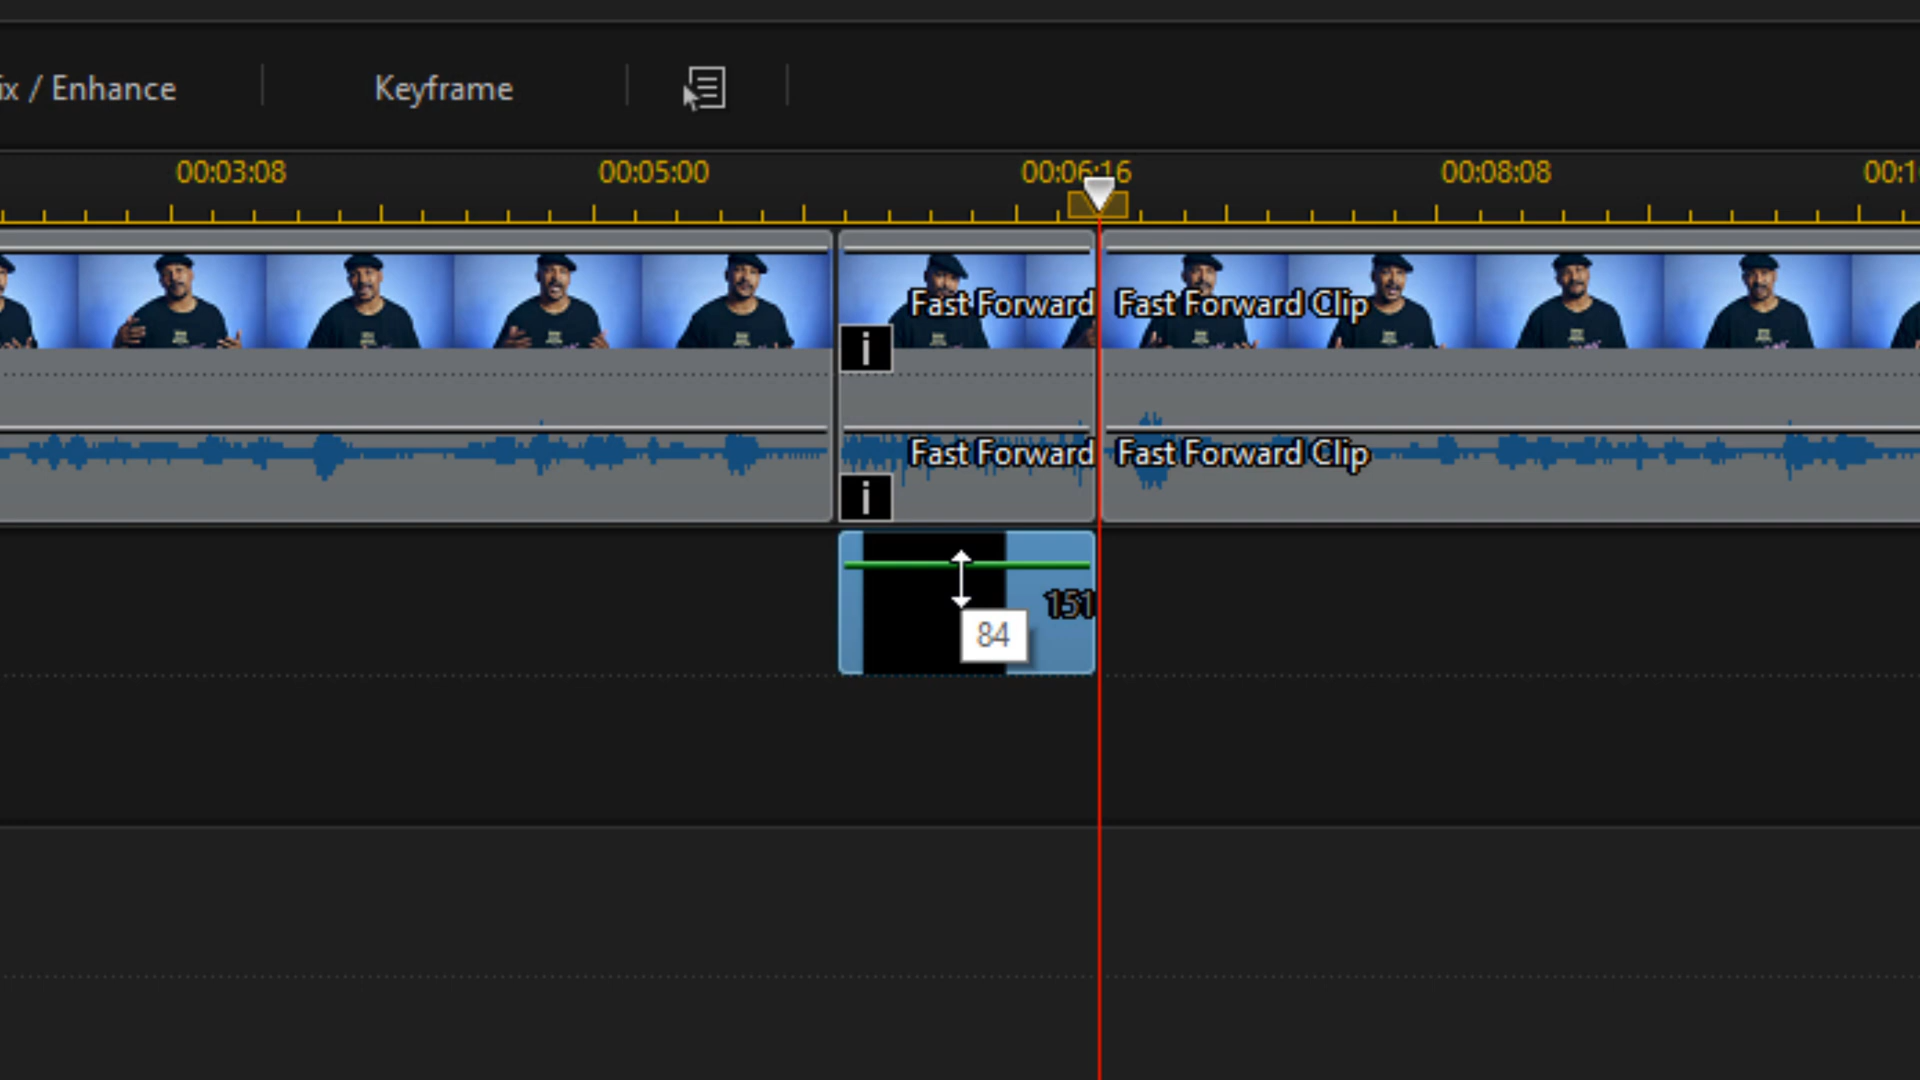 ix / Enhance
Keyframe
00:03:08
00:05:00
00:06:16
00:08:08
00:1
Fast Forward
Fast Forward Clip
i
Fast Forward
Fast Forward Clip
i
151
84